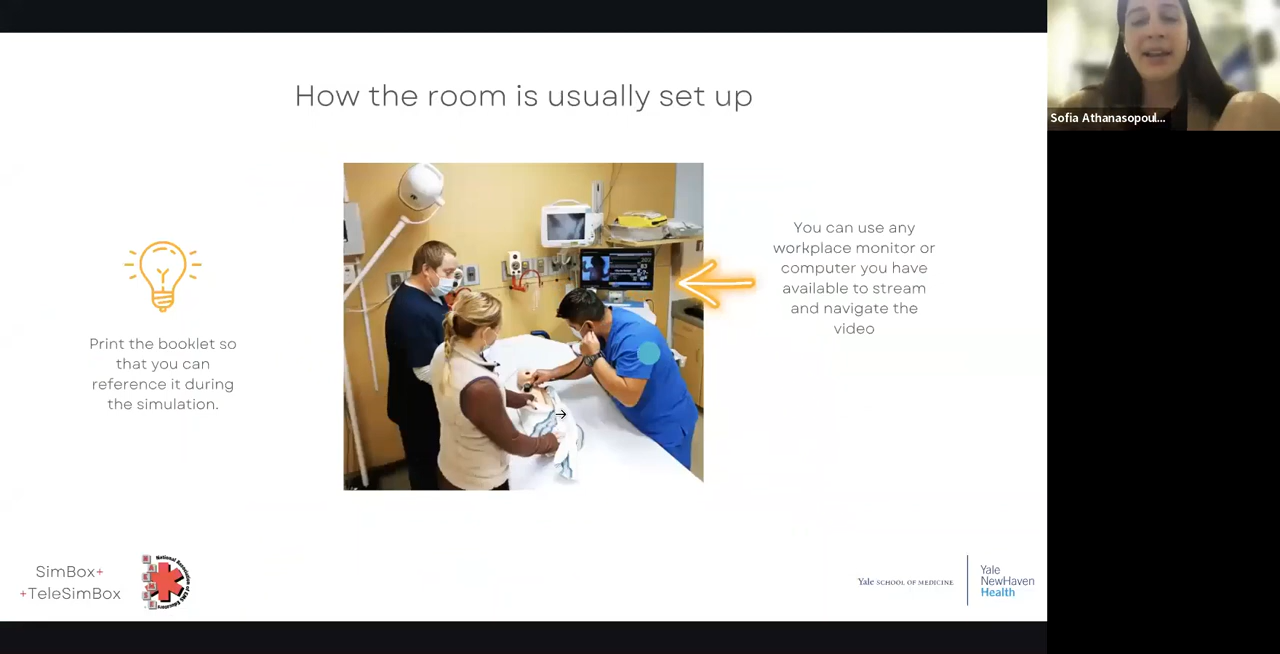 How the room is usually set up
Sofia Athanasopoul...
You can use any
workplace monitor or
computer you have
available to stream
and navigate the
video
Print the booklet so
that you can
reference it during
the simulation.
SimBox+
+TeleSimBox
Yale SCHOOL OF MEDICINE
Yale
NewHaven
Health